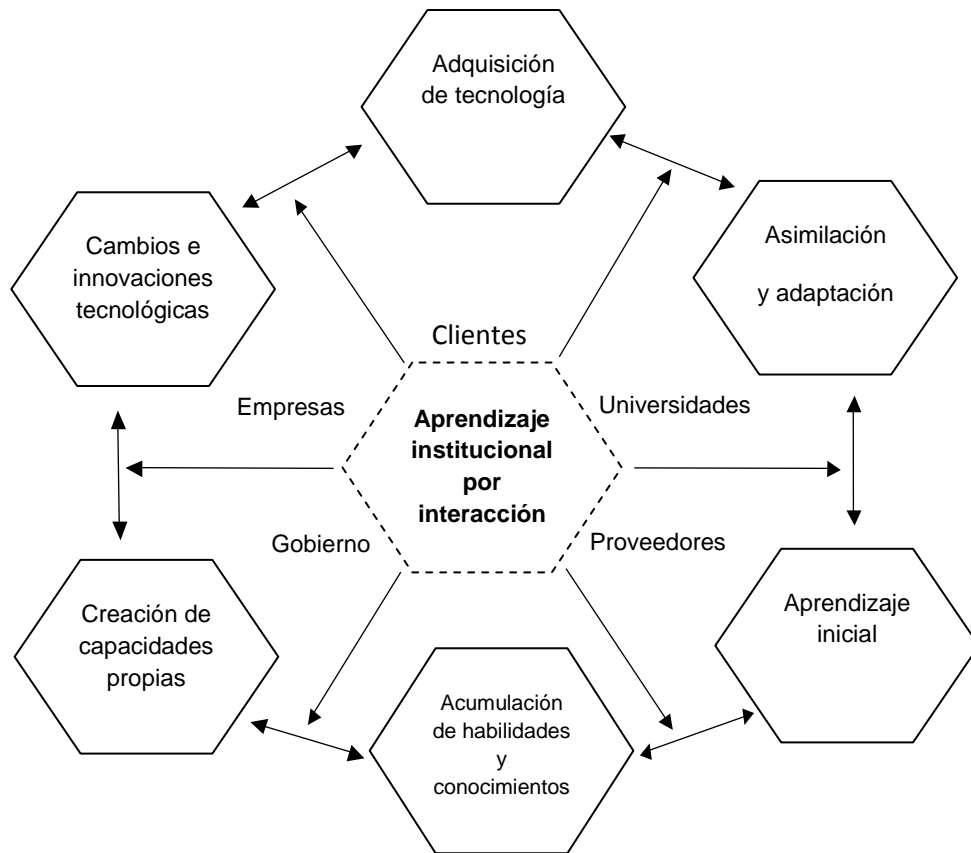 Adquisición
de tecnología
Cambios e
innovaciones
tecnológicas
Asimilación
y adaptación
Clientes
Empresas
Universidades
Aprendizaje
institucional
por
interacción
Gobierno
Proveedores
Creación de
capacidades
propias
Aprendizaje
inicial
Acumulación
de habilidades
y
conocimientos